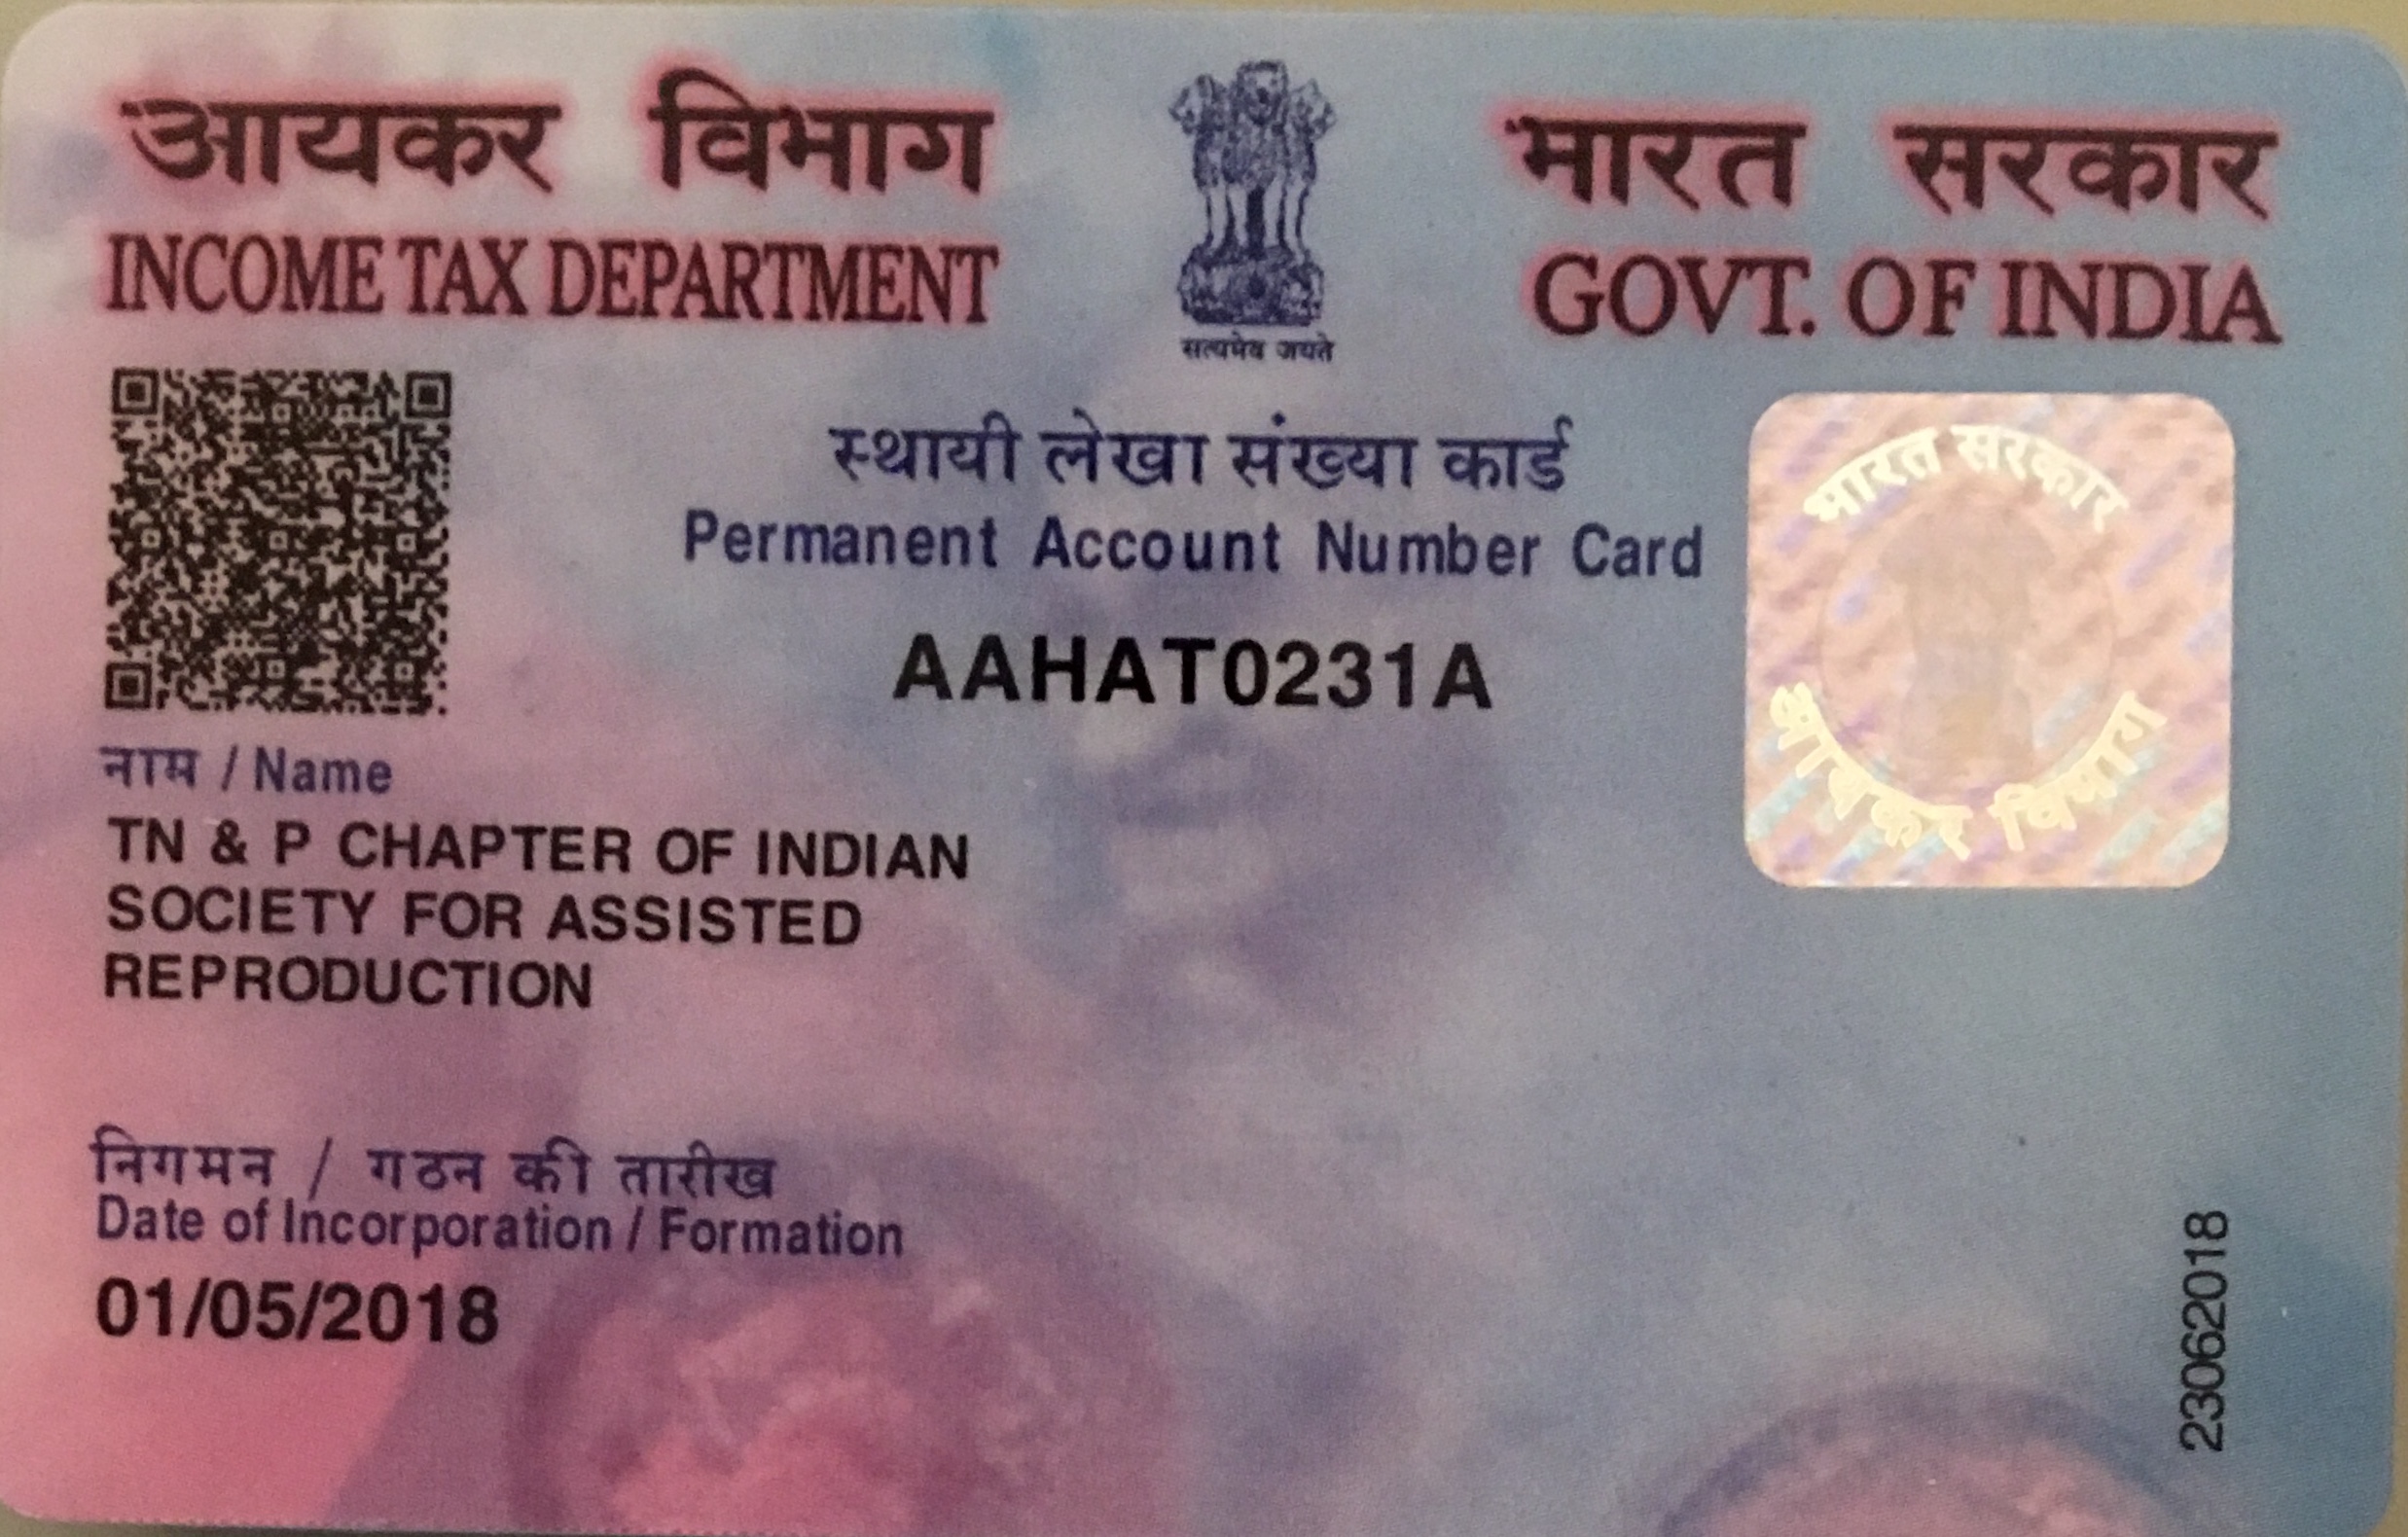 आयकर विभाग
INCOME TAX DEPARTMENT
सत्यमेव जयते
भारत सरकार
GOVT. OF INDIA
स्थायी लेखा संख्या कार्ड
Permanent Account Number Card
AAHAT0231A
भारत सरकार
आयकर विभाग
नाम / Name
TN & P CHAPTER OF INDIAN
SOCIETY FOR ASSISTED
REPRODUCTION
निगमन / गठन की तारीख
Date of Incorporation / Formation
01/05/2018
23062018